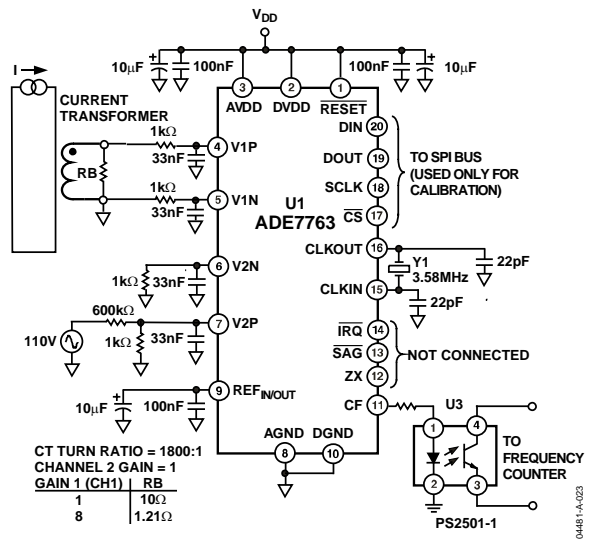 VDD
10μF
100nF
100nF
10μF
I
3
2
1
AVDD
DVDD
RESET
CURRENT
TRANSFORMER
RB
1kΩ
33nF
4
V1P
1kΩ
33nF
5
V1N
U1
ADE7763
DIN
20
DOUT
19
SCLK
18
CS
17
TO SPI BUS
(USED ONLY FOR
CALIBRATION)
CLKOUT
16
Y1
3.58MHz
22pF
CLKIN
15
22pF
1kΩ
33nF
6
V2N
600kΩ
110V
1kΩ
33nF
7
V2P
IRQ
14
SAG
13
ZX
12
NOT CONNECTED
10μF
100nF
9
REFIN/OUT
CF
11
U3
1
4
2
3
TO
FREQUENCY
COUNTER
PS2501-1
AGND
DGND
8
10
CT TURN RATIO = 1800:1
CHANNEL 2 GAIN = 1
GAIN 1 (CH1) RB
1 10Ω
8 1.21Ω
04481-A-023